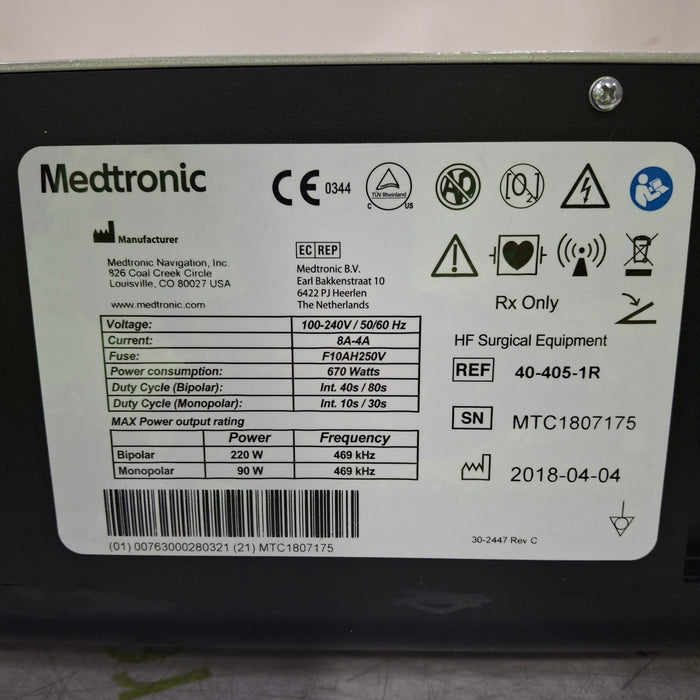 Medtronic
CE 0344
TÜV Rheinland
C US
AP
[O2]
Manufacturer
Medtronic Navigation, Inc
826 Coal Creek Circle
Louisville, CO 80027 USA
www.medtronic.com
EC REP
Medtronic B.V.
Earl Bakkenstraat 10
6422 PJ Heerlen
The Netherlands
Rx Only
HF Surgical Equipment
REF 40-405-1R
SN MTC1807175
2018-04-04
Voltage: 100-240V / 50/60 Hz
Current: 8A-4A
Fuse: F10AH250V
Power consumption: 670 Watts
Duty Cycle (Bipolar): Int. 40s / 80s
Duty Cycle (Monopolar): Int. 10s / 30s
MAX Power output rating
Power Frequency
Bipolar 220 W 469 kHz
Monopolar 90 W 469 kHz
(01) 00763000280321 (21) MTC1807175
30-2447 Rev C